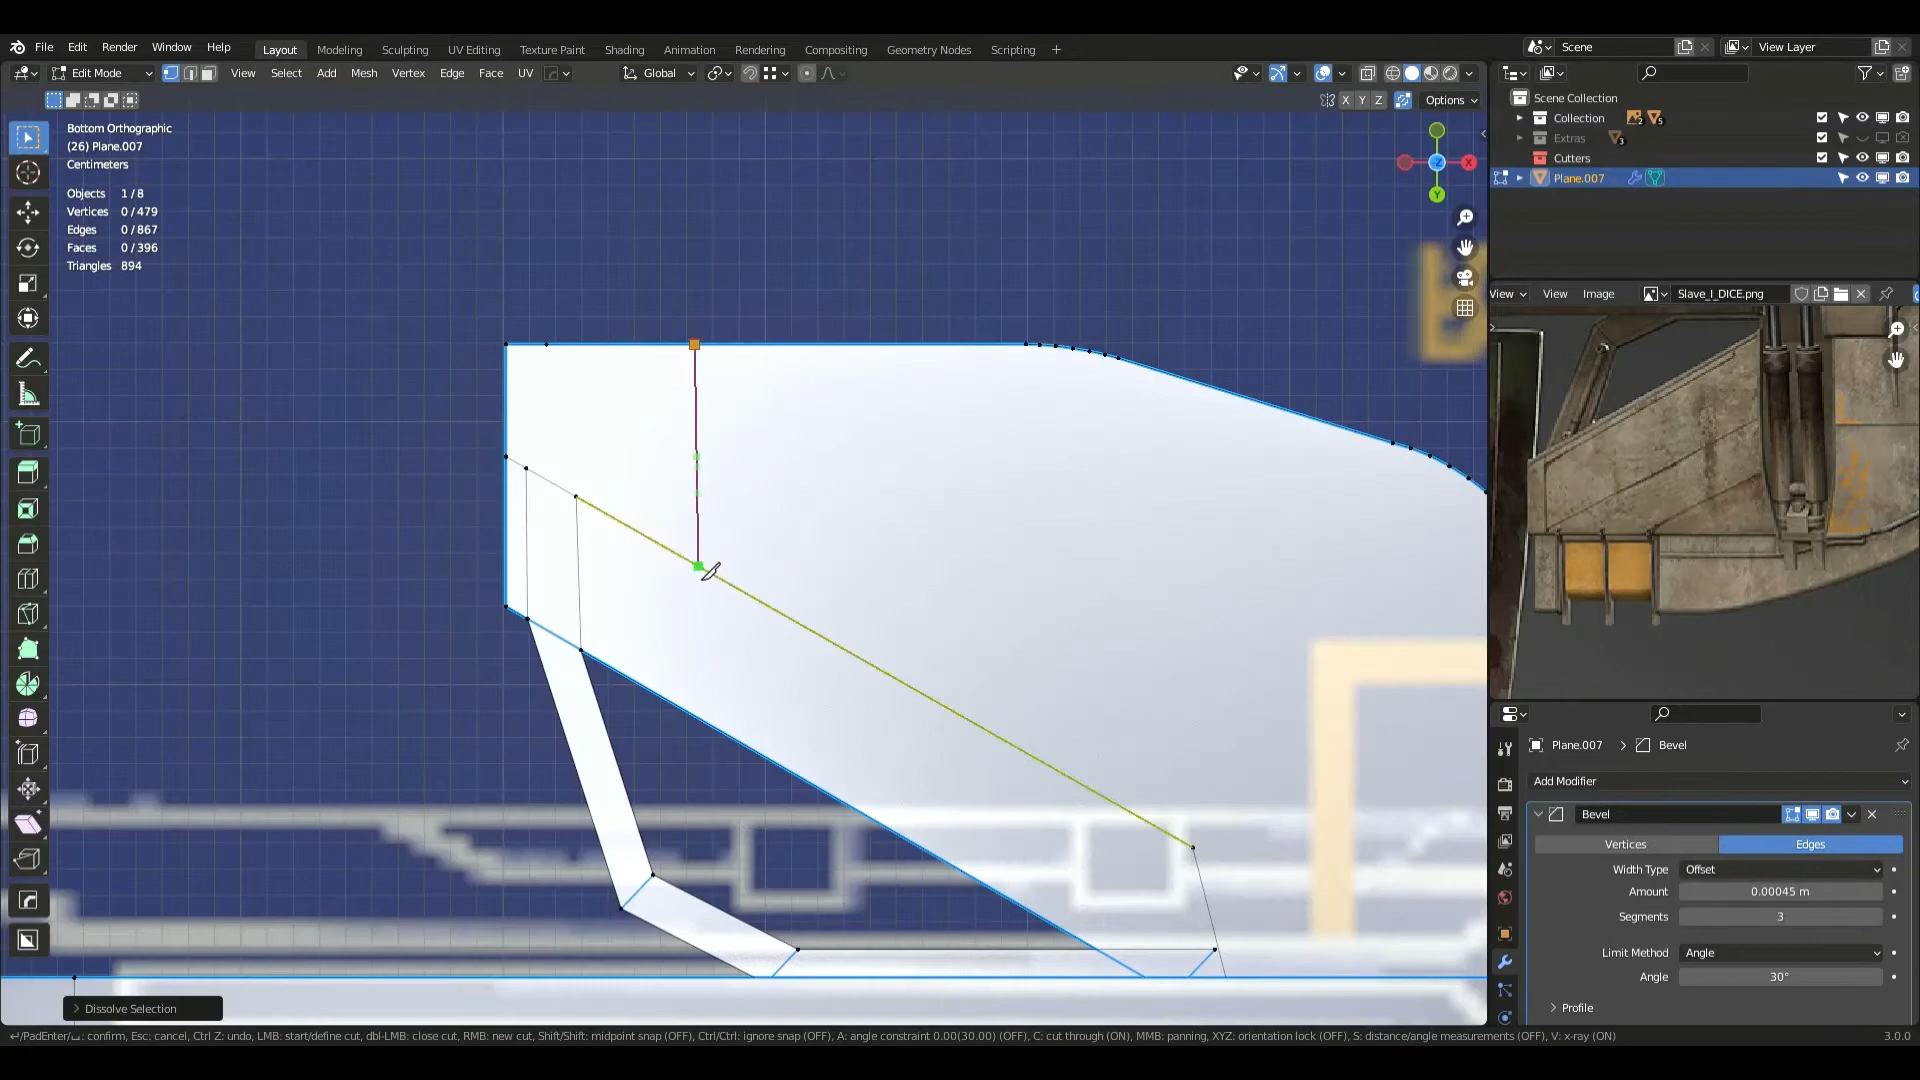 File Edit Render Window Help Layout Modeling Sculpting UV Editing Texture Paint Shading Animation Rendering Compositing Geometry Nodes Scripting + Scene View Layer
Edit Mode View Select Add Mesh Vertex Edge Face UV Global
X Y Z Options
Bottom Orthographic
(26) Plane.007
Centimeters
Objects 1 / 8
Vertices 0 / 479
Edges 0 / 867
Faces 0 / 396
Triangles 894
X
Z
Y
Scene Collection
Collection 2 5
Extras 3
Cutters
Plane.007
View View Image Slave_I_DICE.png
Plane.007 > Bevel
Add Modifier
Bevel
Vertices Edges
Width Type Offset
Amount 0.00045 m
Segments 3
Limit Method Angle
Angle 30°
> Profile
> Dissolve Selection
/PadEnter/: confirm, Esc: cancel, Ctrl Z: undo, LMB: start/define cut, dbl-LMB: close cut, RMB: new cut, Shift/Shift: midpoint snap (OFF), Ctrl/Ctrl: ignore snap (OFF), A: angle constraint 0.00(30.00) (OFF), C: cut through (ON), MMB: panning, XYZ: orientation lock (OFF), S: distance/angle measurements (OFF), V: x-ray (ON) 3.0.0